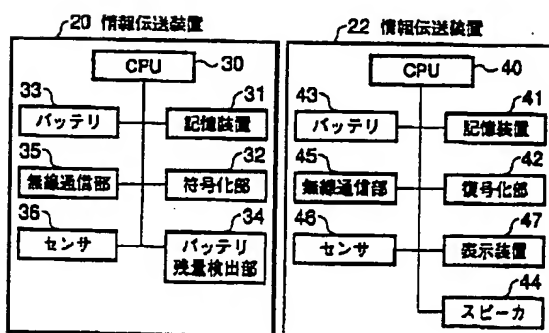 20 情報伝送装置
CPU
30
33
バッテリ
31
記憶装置
35
無線通信部
32
符号化部
36
センサ
34
バッテリ
残量検出部
22 情報伝送装置
CPU
40
43
バッテリ
41
記憶装置
45
無線通信部
42
復号化部
46
センサ
47
表示装置
44
スピーカ